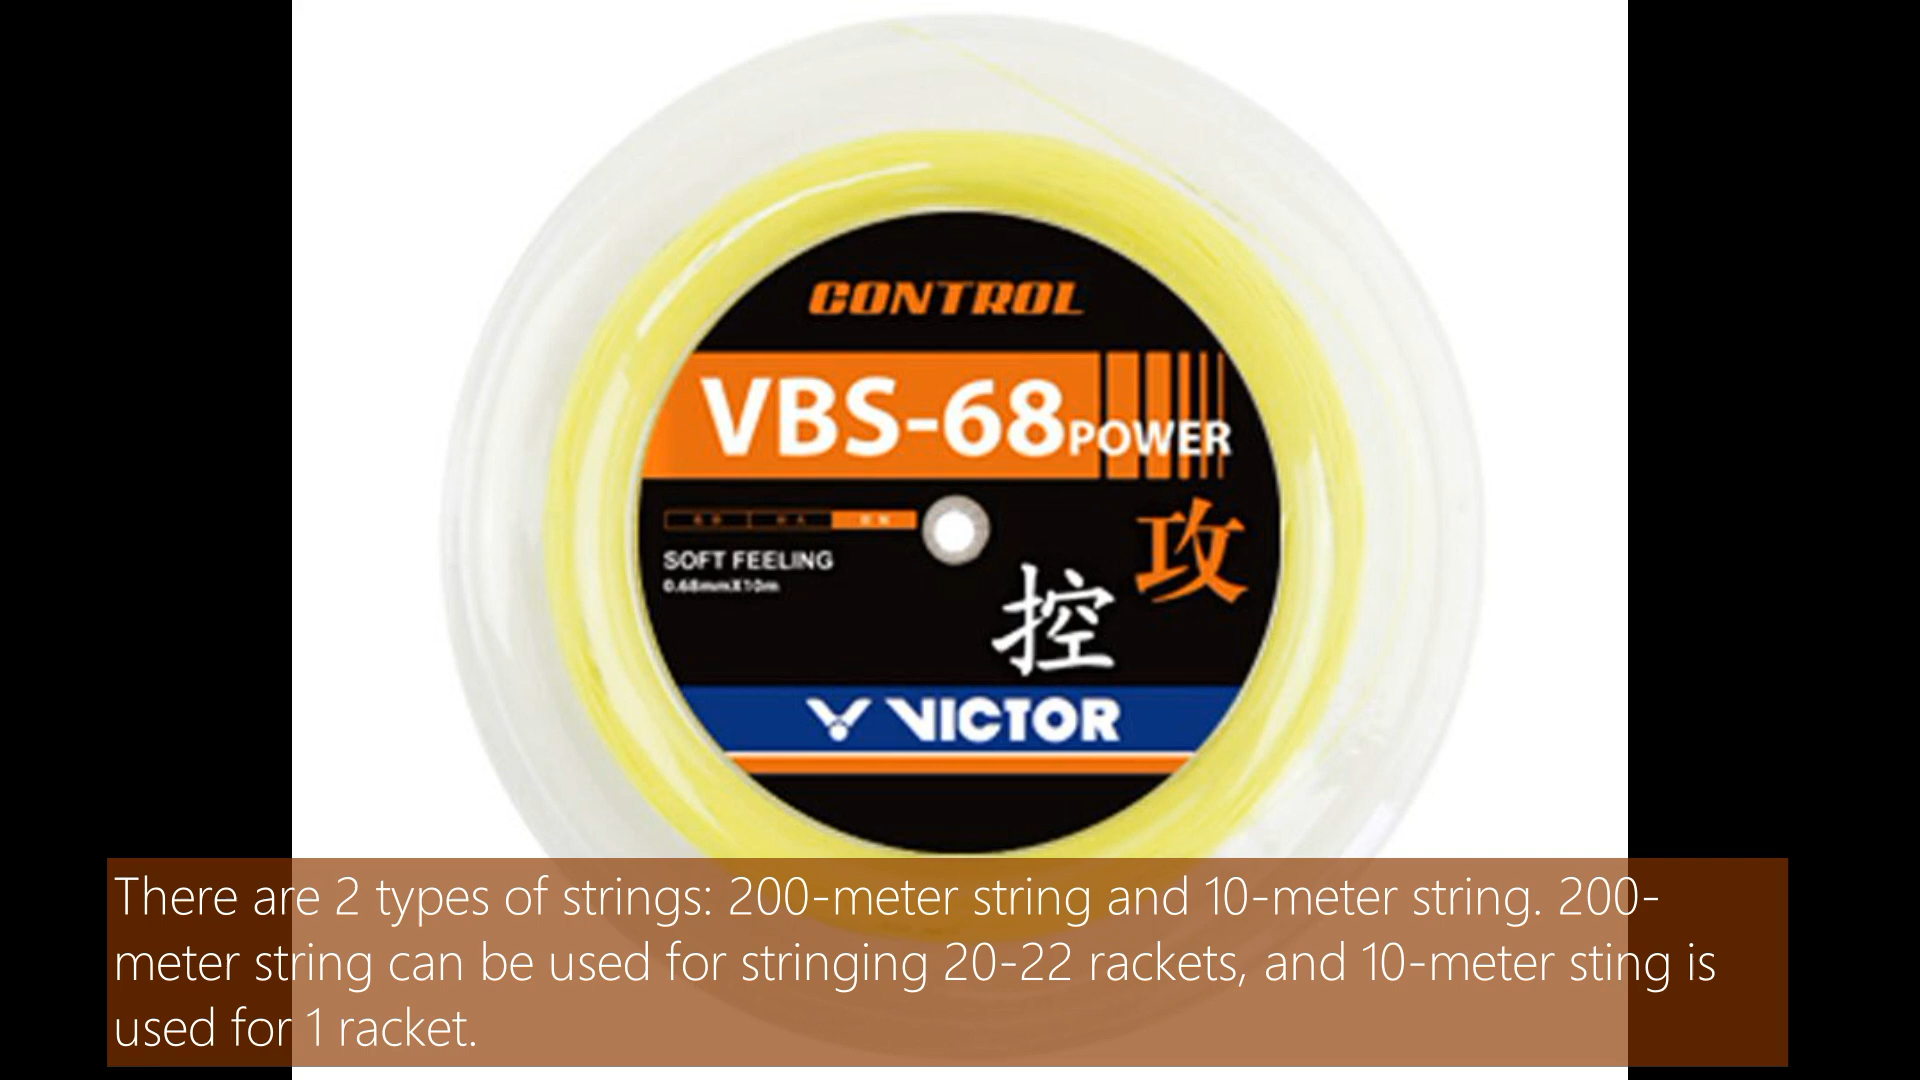 CONTROL
VBS-68 POWER
SOFT FEELING
0.68mmX10m
攻
控
VICTOR
There are 2 types of strings: 200-meter string and 10-meter string. 200-
meter string can be used for stringing 20-22 rackets, and 10-meter sting is
used for 1 racket.